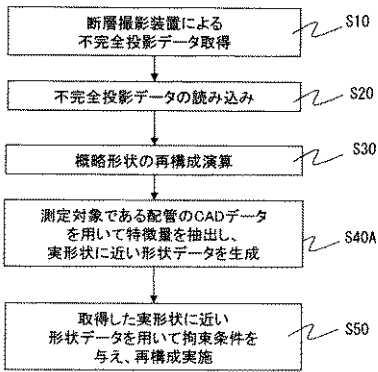 断層撮影装置による
不完全投影データ取得
S10
不完全投影データの読み込み
S20
概略形状の再構成演算
S30
測定対象である配管のCADデータ
を用いて特徴量を抽出し、
実形状に近い形状データを生成
S40A
取得した実形状に近い
形状データを用いて拘束条件を
与え、再構成実施
S50